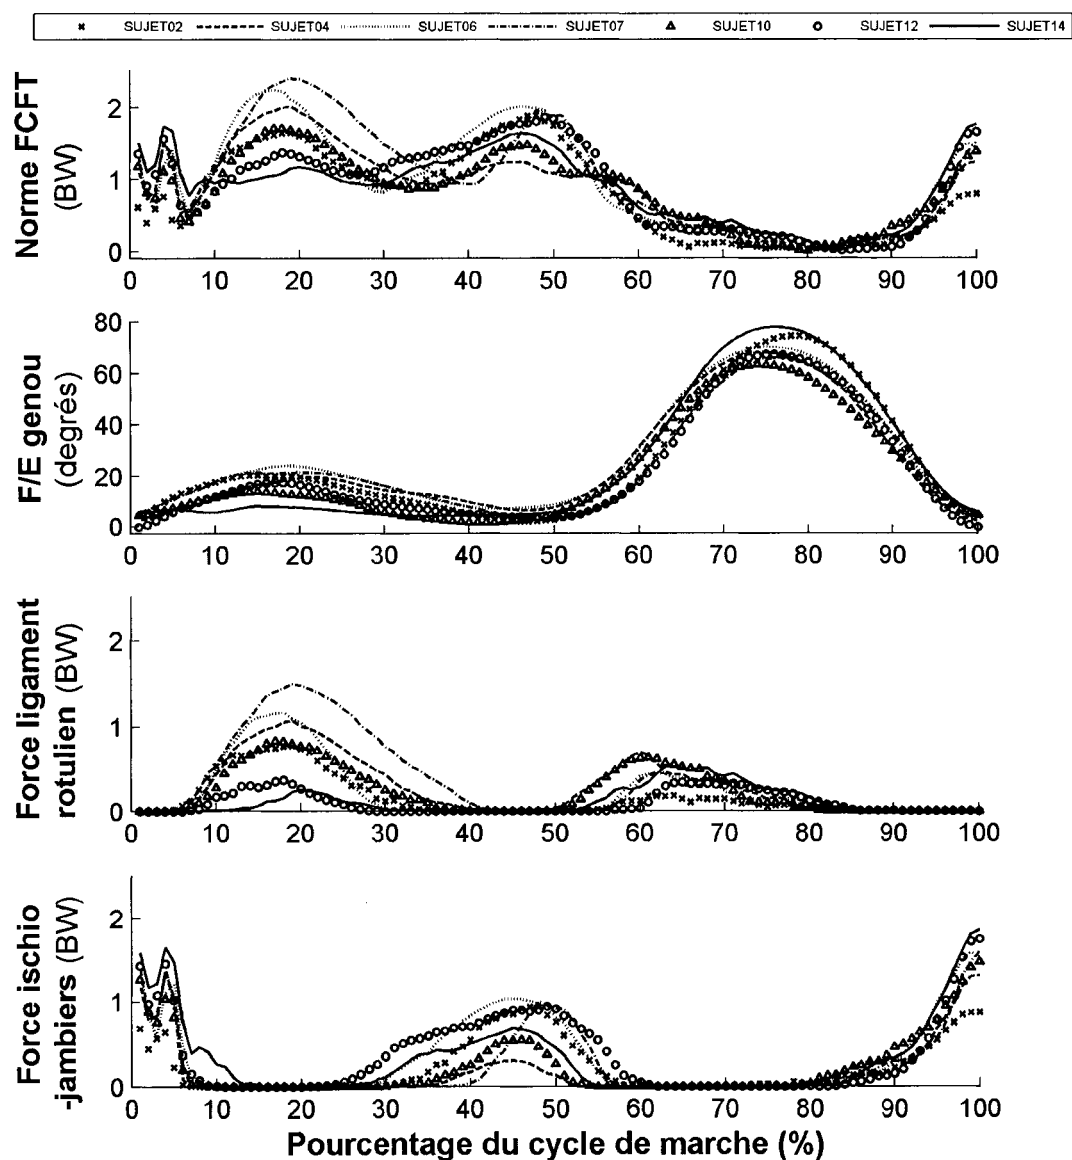 SUJET02 SUJET04 SUJET06 SUJET07 SUJET10 SUJET12 SUJET14
Norme FCFT
(BW)
2
1
0
0 10 20 30 40 50 60 70 80 90 100
F/E genou
(degrés)
80
60
40
20
0
0 10 20 30 40 50 60 70 80 90 100
Force ligament
rotulien (BW)
2
1
0
0 10 20 30 40 50 60 70 80 90 100
Force ischio
-jambiers (BW)
2
1
0
0 10 20 30 40 50 60 70 80 90 100
Pourcentage du cycle de marche (%)